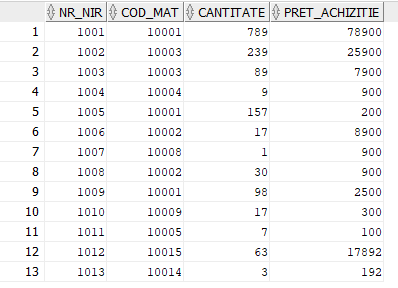 NR_NIR COD_MAT CANTITATE PRET_ACHIZITIE
1 1001 10001 789 78900
2 1002 10003 239 25900
3 1003 10003 89 7900
4 1004 10004 9 900
5 1005 10001 157 200
6 1006 10002 17 8900
7 1007 10008 1 900
8 1008 10002 30 900
9 1009 10001 98 2500
10 1010 10009 17 300
11 1011 10005 7 100
12 1012 10015 63 17892
13 1013 10014 3 192